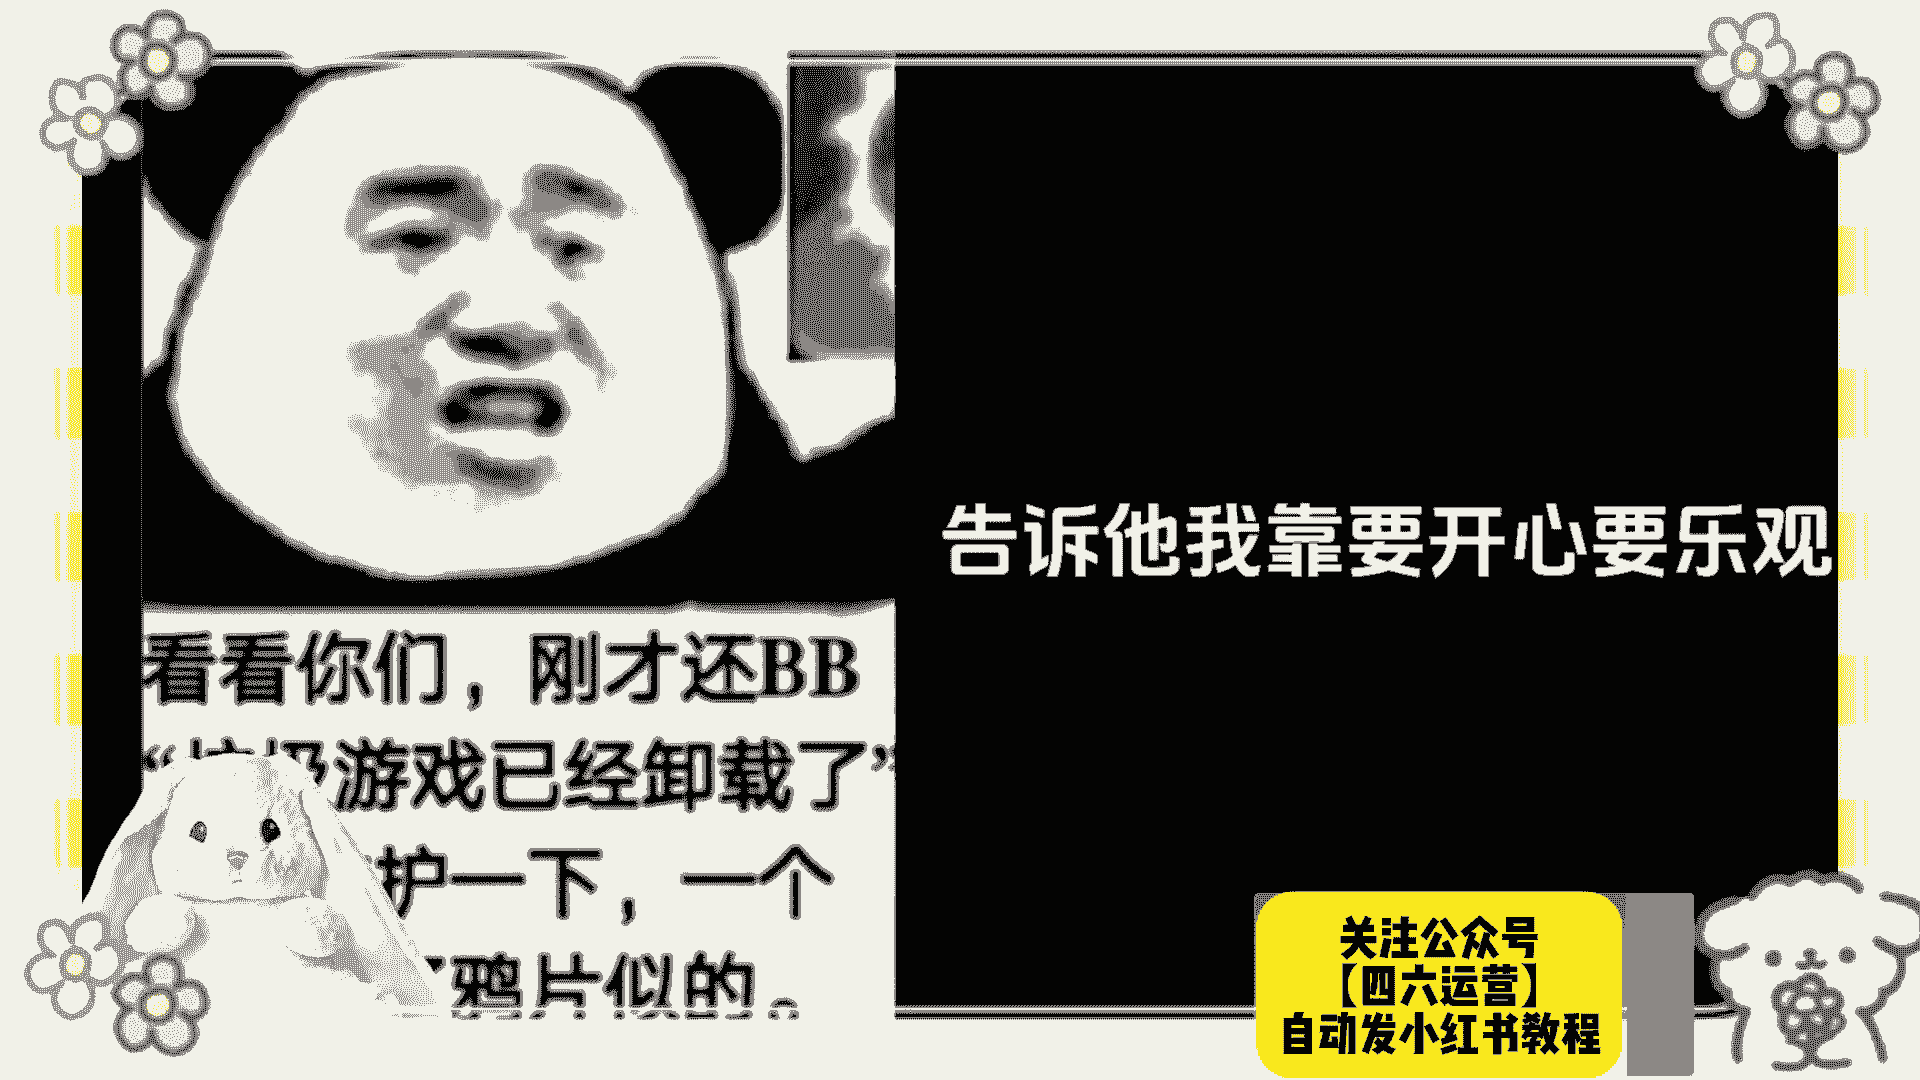 看看你们，刚才还BB
“垃圾游戏已经卸载了”
护一下，一个
鸦片似的。
告诉他我靠要开心要乐观
关注公众号
【四六运营】
自动发小红书教程